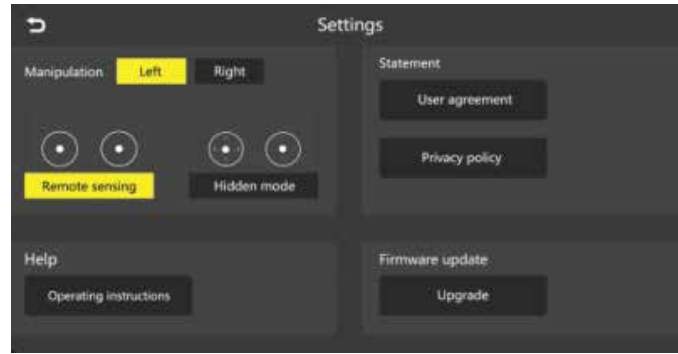 Settings
Manipulation Left Right
Remote sensing Hidden mode
Statement
User agreement
Privacy policy
Help
Operating instructions
Firmware update
Upgrade